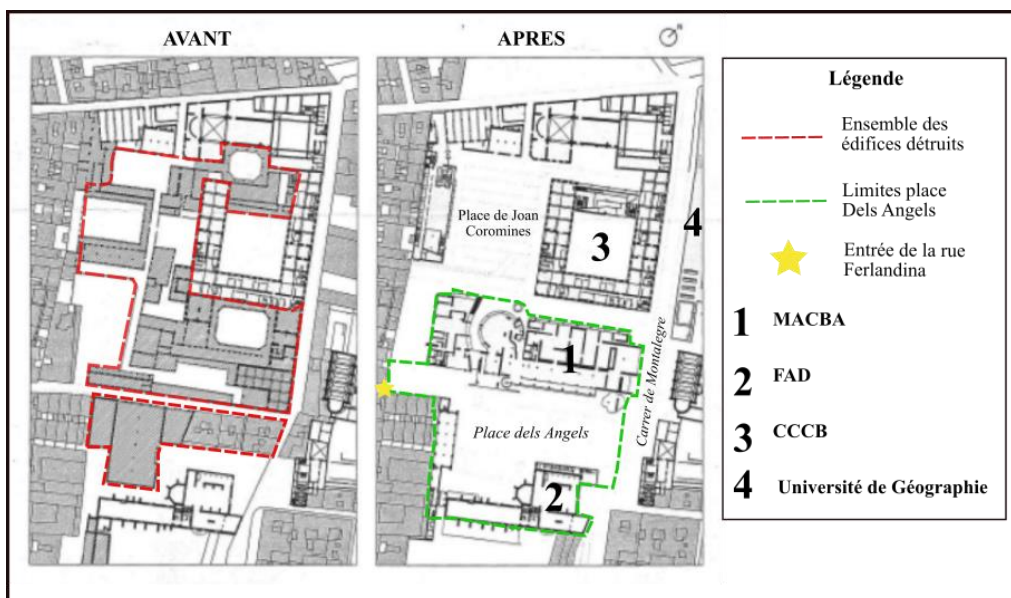 AVANT
APRES
Place de Joan
Coromines
3
4
1
Carrer de Montalegre
Place dels Angels
2
Légende
Ensemble des
édifices détruits
Limites place
Dels Angels
Entrée de la rue
Ferlandina
1 MACBA
2 FAD
3 CCCB
4 Université de Géographie